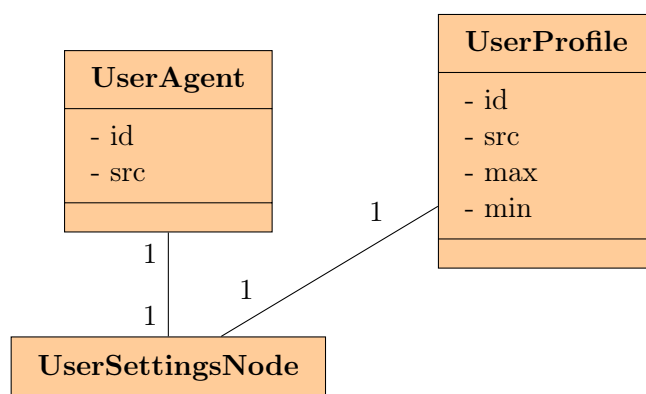 UserAgent
- id
- src
UserProfile
- id
- src
- max
- min
1
1
1
1
UserSettingsNode